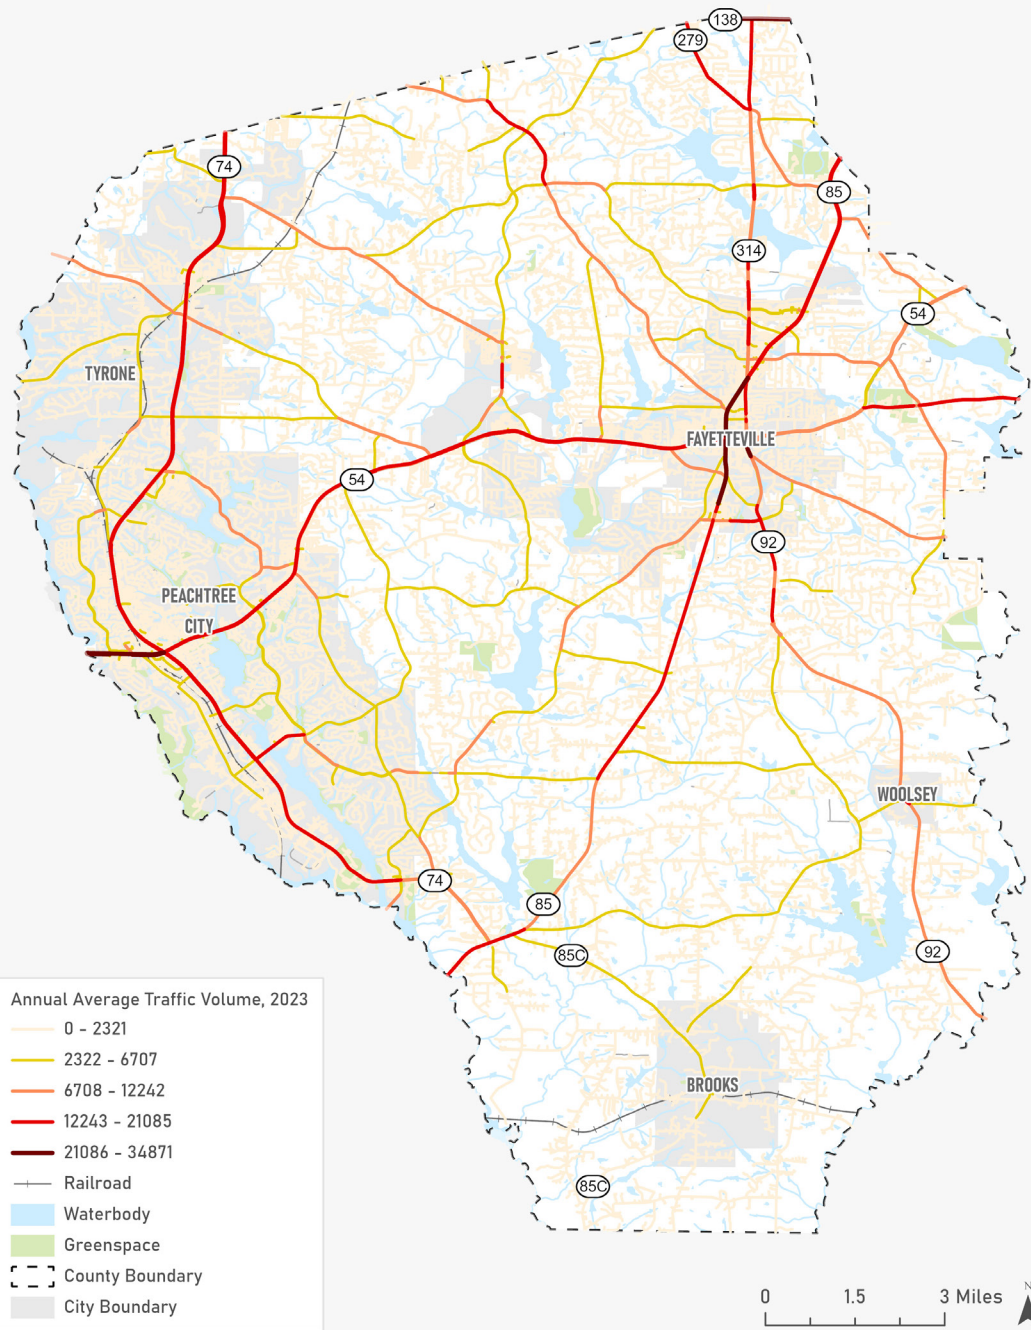 138
279
74
85
314
54
TYRONE
FAYETTEVILLE
54
92
PEACHTREE
CITY
WOOLSEY
74
85
85C
92
Annual Average Traffic Volume, 2023
0 - 2321
2322 - 6707
6708 - 12242
12243 - 21085
21086 - 34871
Railroad
Waterbody
Greenspace
County Boundary
City Boundary
BROOKS
85C
0 1.5 3 Miles
N